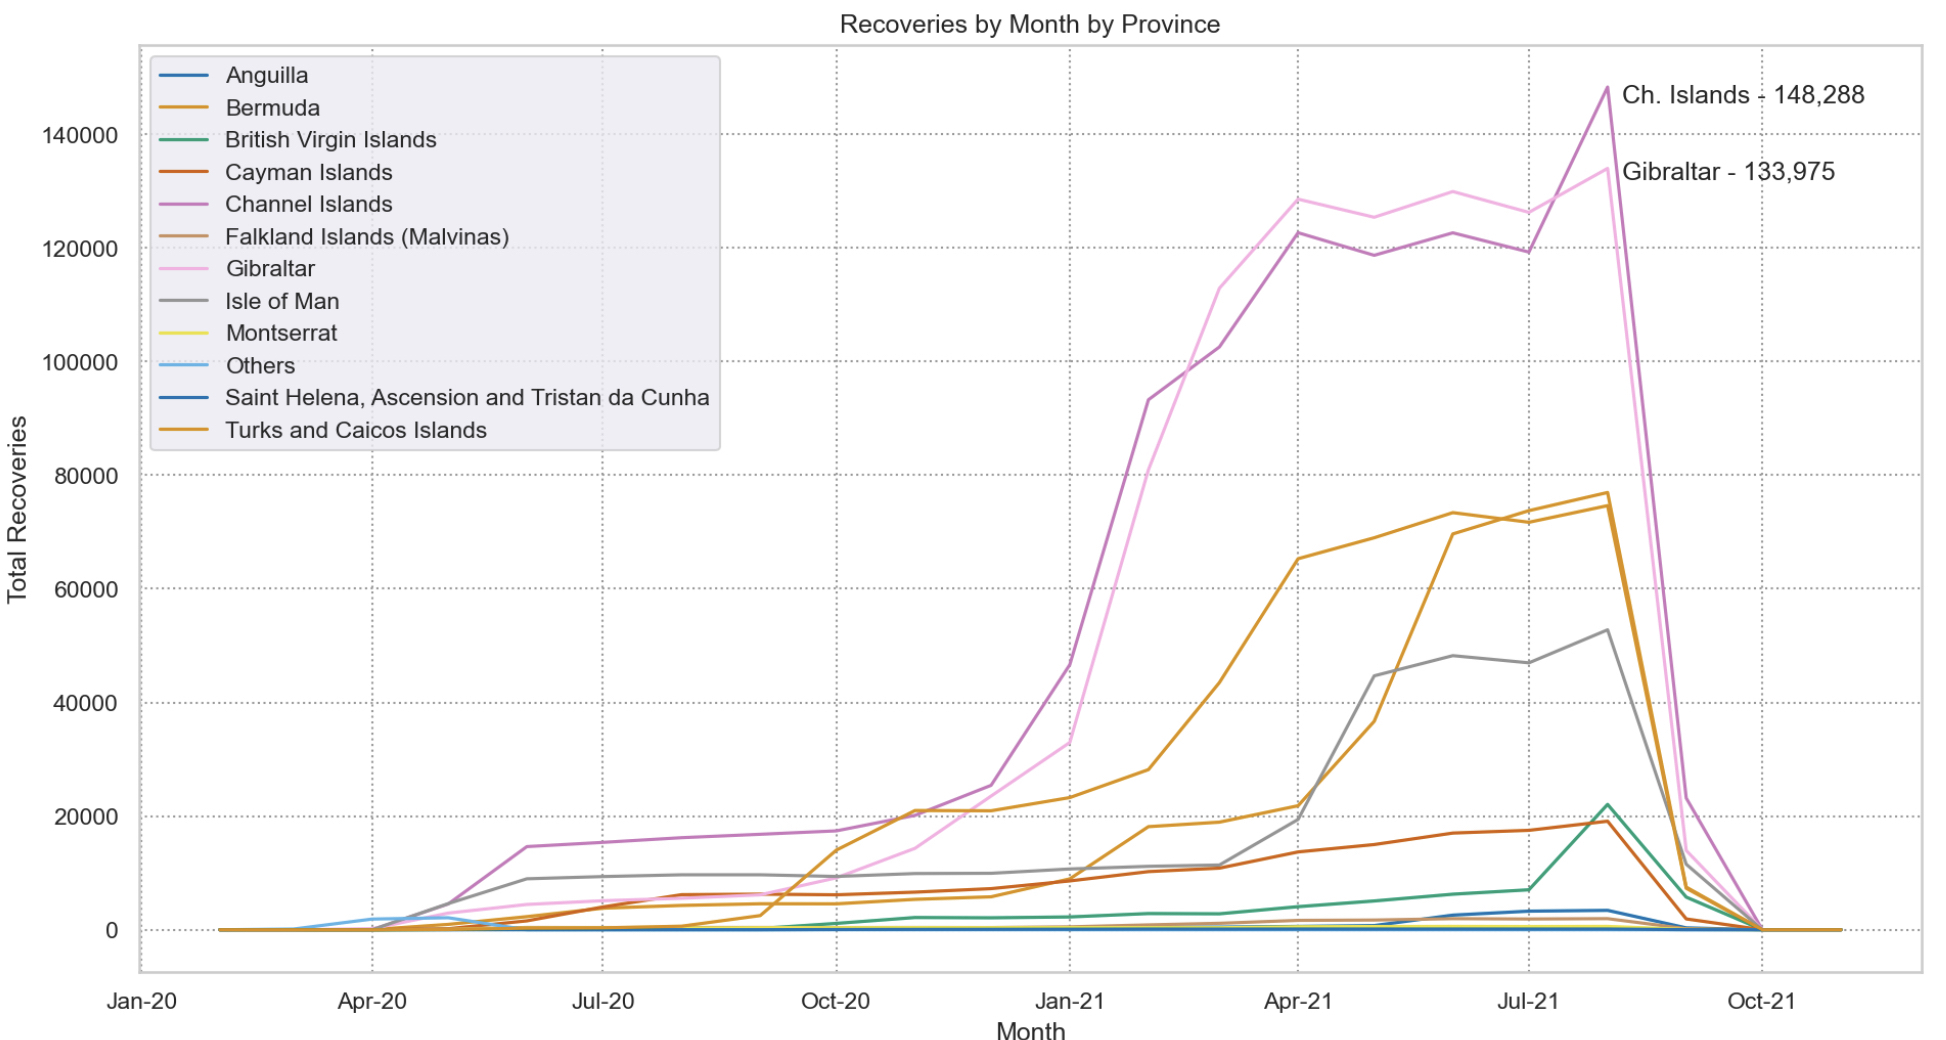 Recoveries by Month by Province
Anguilla
Bermuda
British Virgin Islands
Cayman Islands
Channel Islands
Falkland Islands (Malvinas)
Gibraltar
Isle of Man
Montserrat
Others
Saint Helena, Ascension and Tristan da Cunha
Turks and Caicos Islands
Ch. Islands - 148,288
Gibraltar - 133,975
Total Recoveries
140000
120000
100000
80000
60000
40000
20000
0
Jan-20 Apr-20 Jul-20 Oct-20 Jan-21 Apr-21 Jul-21 Oct-21
Month